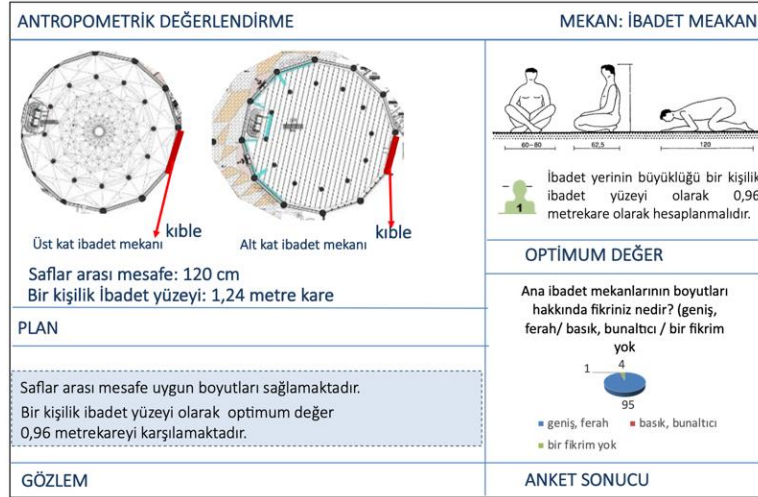 ANTROPOMETRİK DEĞERLENDİRME
MEKAN: İBADET MEAKAN
kıble
Üst kat ibadet mekanı
kıble
Alt kat ibadet mekanı
Saflar arası mesafe: 120 cm
Bir kişilik İbadet yüzeyi: 1,24 metre kare
60-80
62,5
120
1
İbadet yerinin büyüklüğü bir kişilik
ibadet yüzeyi olarak 0,96
metrekare olarak hesaplanmalıdır.
PLAN
OPTİMUM DEĞER
Saflar arası mesafe uygun boyutları sağlamaktadır.
Bir kişilik ibadet yüzeyi olarak optimum değer
0,96 metrekareyi karşılamaktadır.
Ana ibadet mekanlarının boyutları
hakkında fikriniz nedir? (geniş,
ferah/ basık, bunaltıcı / bir fikrim
yok
1
4
95
geniş, ferah
basık, bunaltıcı
bir fikrim yok
GÖZLEM
ANKET SONUCU